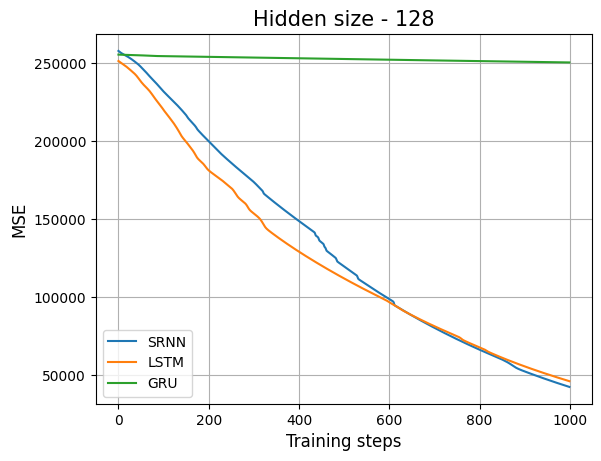 Hidden size - 128
MSE
250000
200000
150000
100000
50000
SRNN
LSTM
GRU
0 200 400 600 800 1000
Training steps